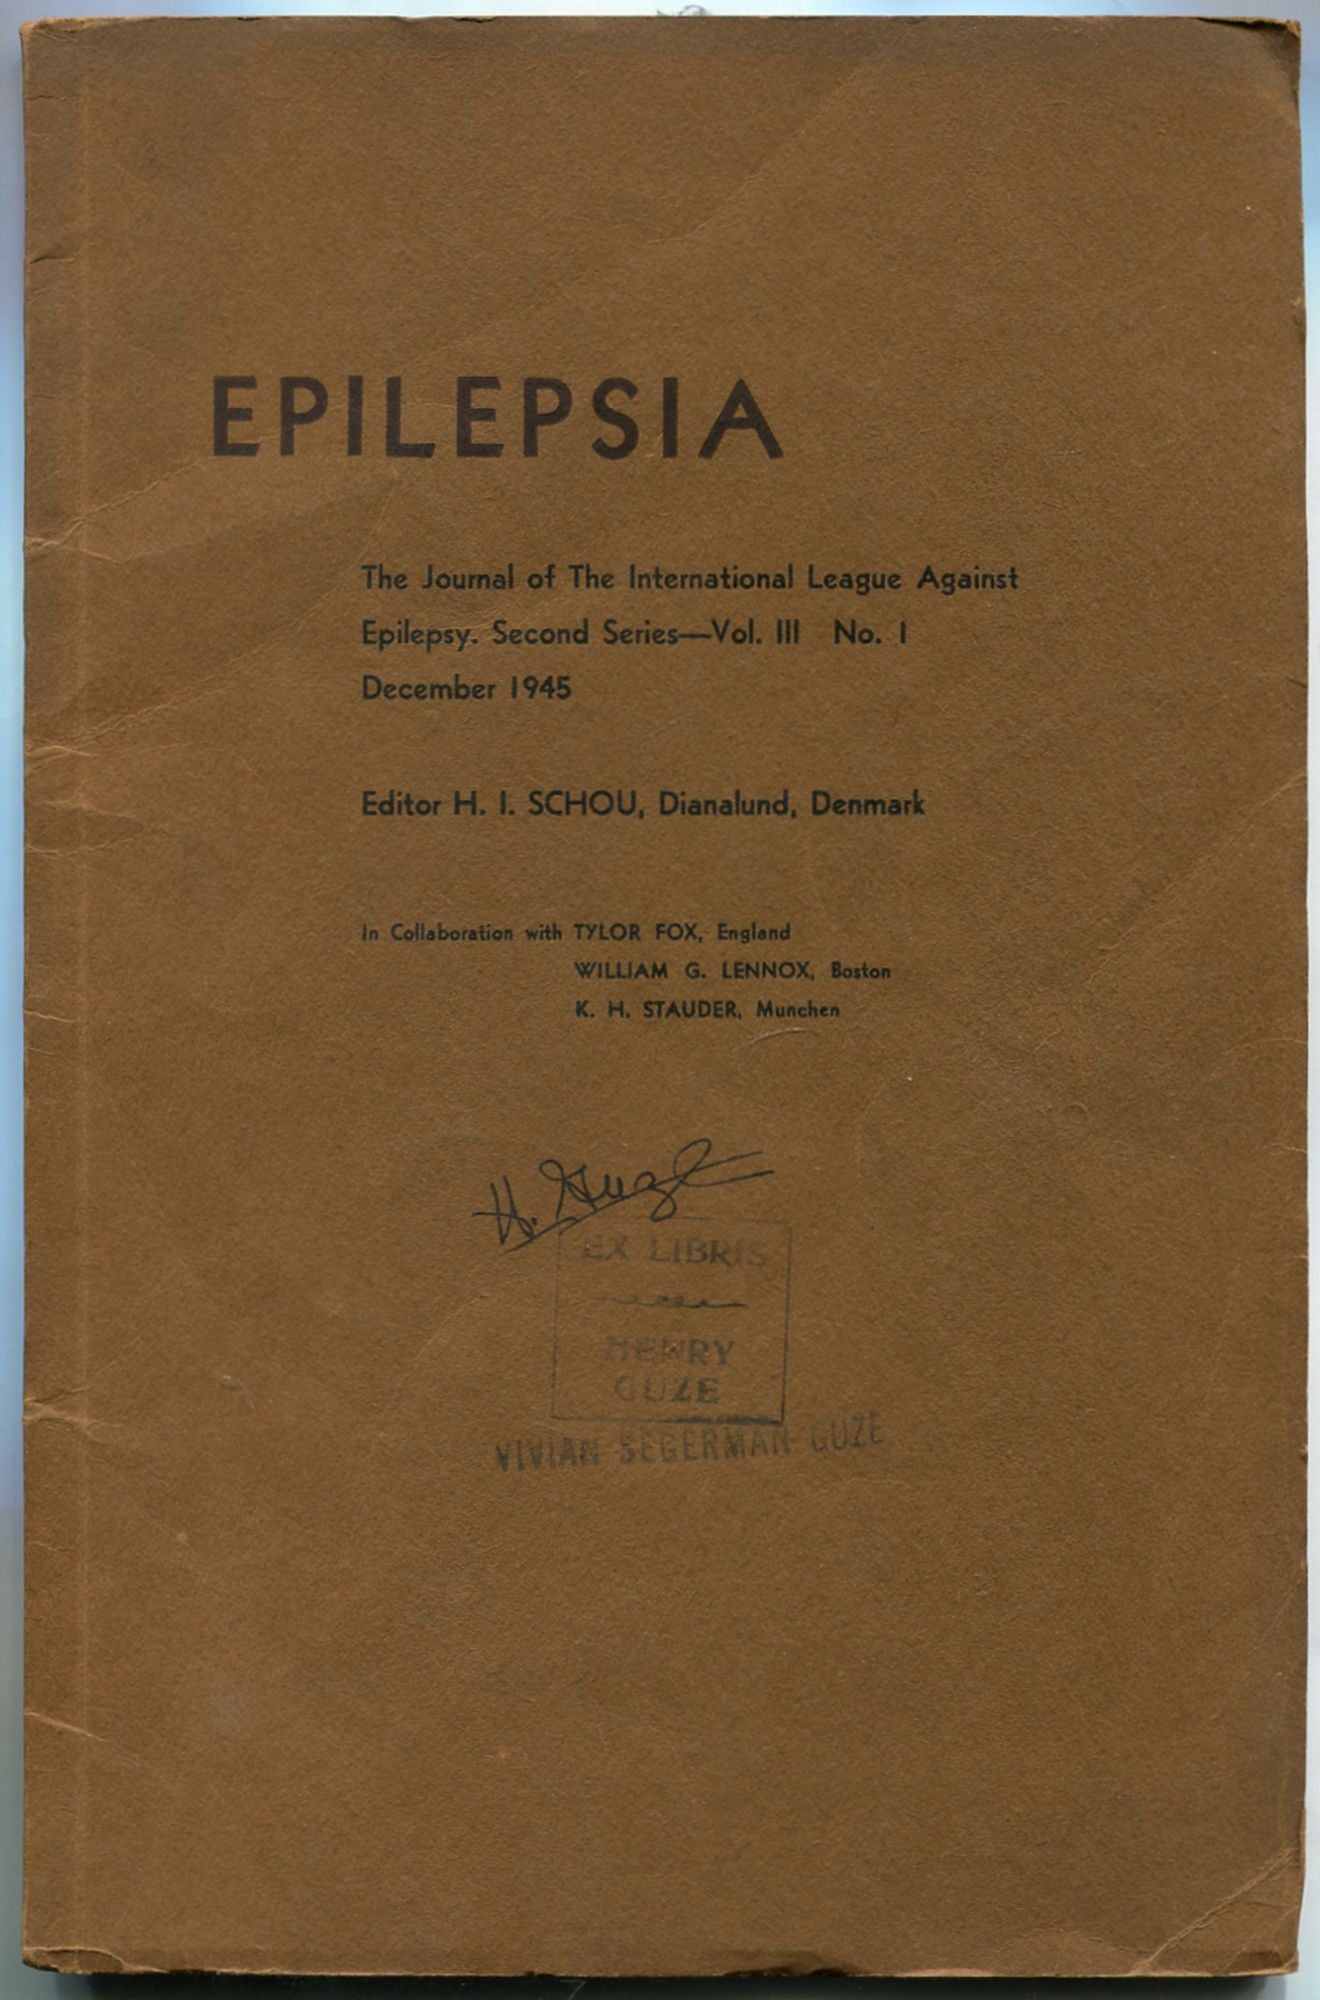 EPILEPSIA
The Journal of The International League Against
Epilepsy. Second Series—Vol. III No. 1
December 1945
Editor H. I. SCHOU, Dianalund, Denmark
In Collaboration with TYLOR FOX, England
WILLIAM G. LENNOX, Boston
K. H. STAUDER, Munchen
H. Guze
EX LIBRIS
HENRY
GUZE
VIVIAN SEGERMAN GUZE